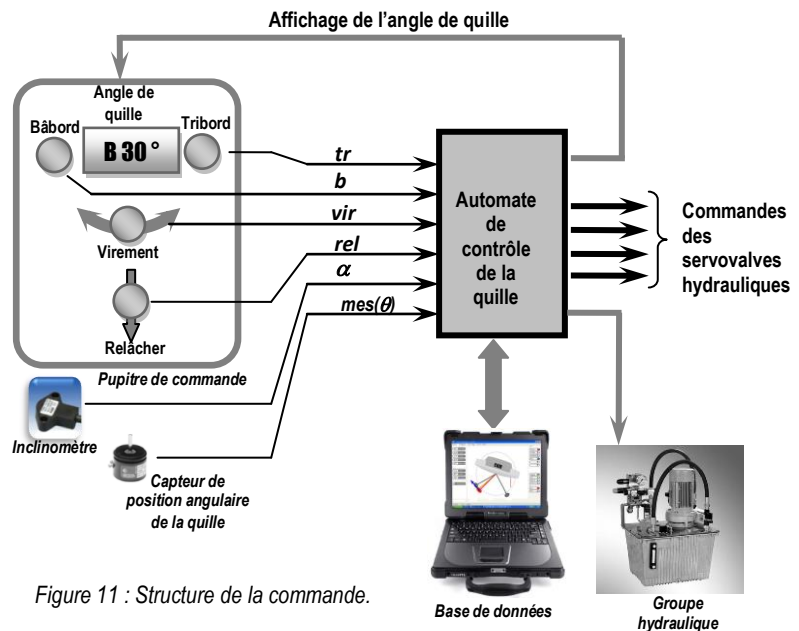 Affichage de l'angle de quille
Angle de
quille
Bâbord
Tribord
B 30 °
Virement
Relâcher
Pupitre de commande
tr
b
vir
rel
α
mes(θ)
Automate
de
contrôle
de la
quille
Commandes
des
servovalves
hydrauliques
Inclinomètre
Capteur de
position angulaire
de la quille
Base de données
Groupe
hydraulique
Figure 11 : Structure de la commande.